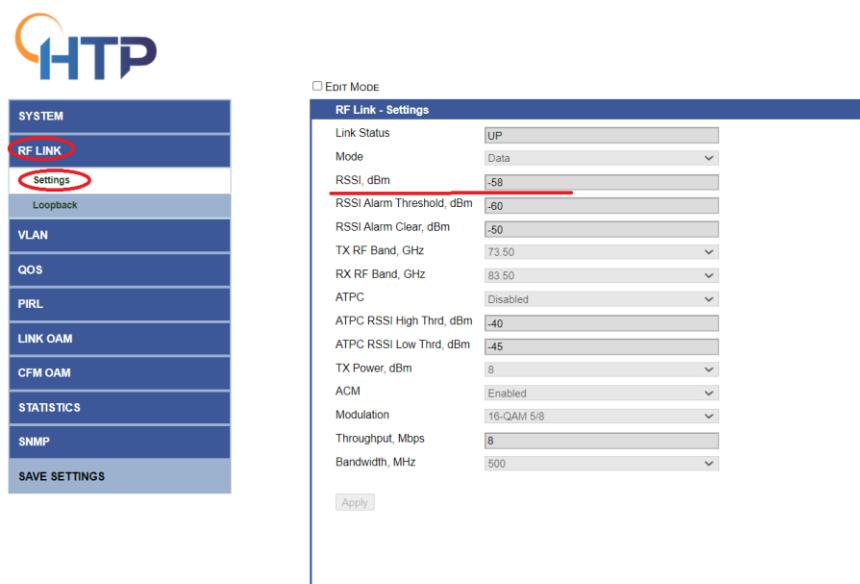 HTP
EDIT MODE
SYSTEM
RF LINK
Settings
Loopback
VLAN
QOS
PIRL
LINK OAM
CFM OAM
STATISTICS
SNMP
SAVE SETTINGS
RF Link - Settings
Link Status UP
Mode Data
RSSI, dBm -58
RSSI Alarm Threshold, dBm -60
RSSI Alarm Clear, dBm -50
TX RF Band, GHz 73.50
RX RF Band, GHz 83.50
ATPC Disabled
ATPC RSSI High Thrd, dBm -40
ATPC RSSI Low Thrd, dBm -45
TX Power, dBm 8
ACM Enabled
Modulation 16-QAM 5/8
Throughput, Mbps 8
Bandwidth, MHz 500
Apply